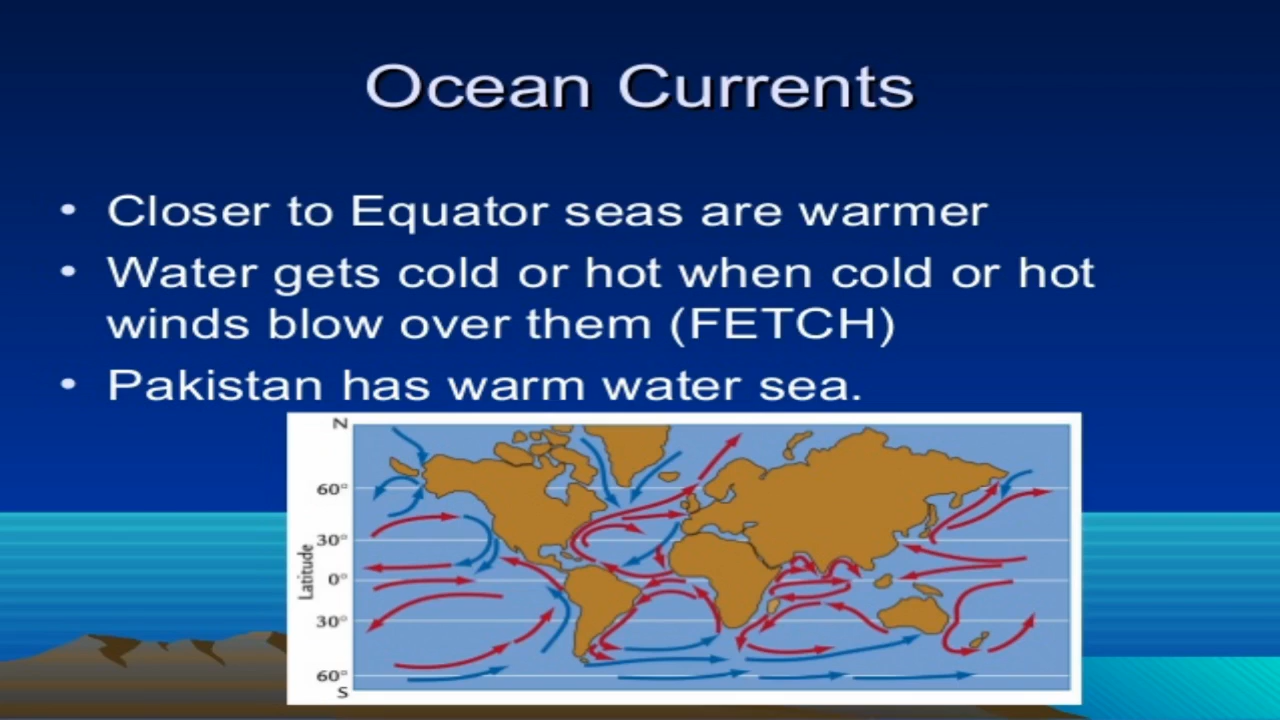 Ocean Currents
• Closer to Equator seas are warmer
• Water gets cold or hot when cold or hot
winds blow over them (FETCH)
• Pakistan has warm water sea.
N
60°
30°
0°
30°
60°
S
Latitude